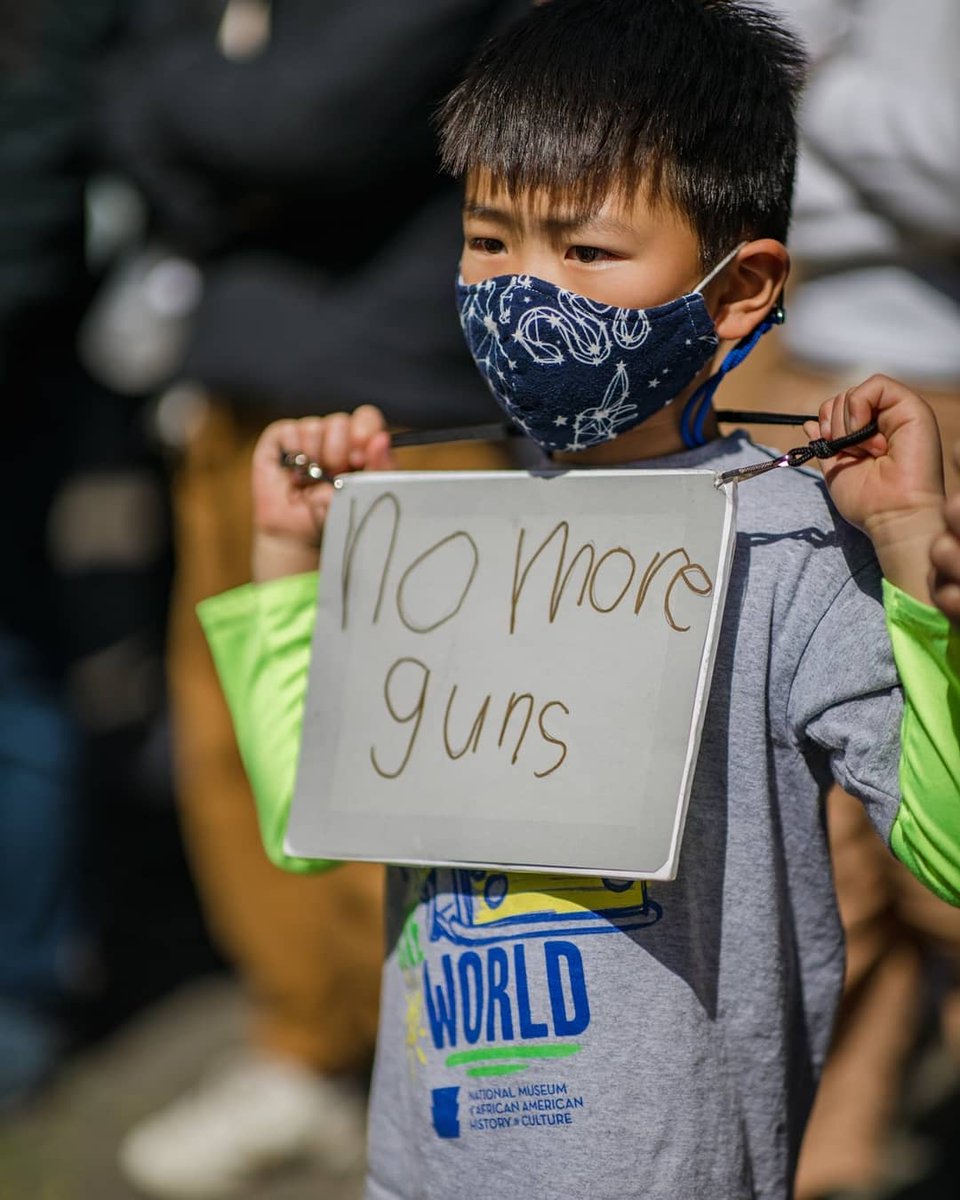 no more
guns
WORLD
NATIONAL MUSEUM
AFRICAN AMERICAN
HISTORY & CULTURE